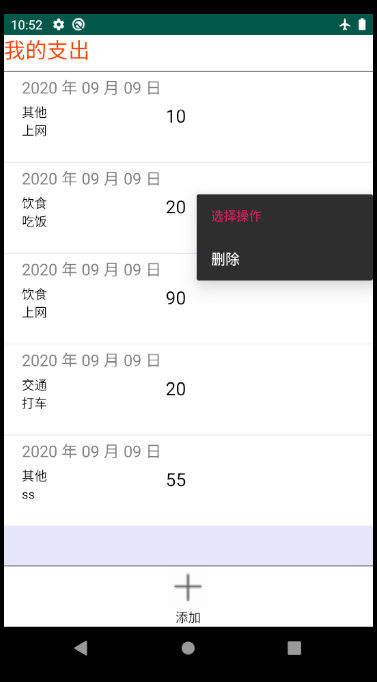 10:52
我的支出
2020 年 09 月 09 日
其他
10
上网
2020 年 09 月 09 日
饮食
20
吃饭
选择操作
删除
2020 年 09 月 09 日
饮食
90
上网
2020 年 09 月 09 日
交通
20
打车
2020 年 09 月 09 日
其他
55
ss
添加